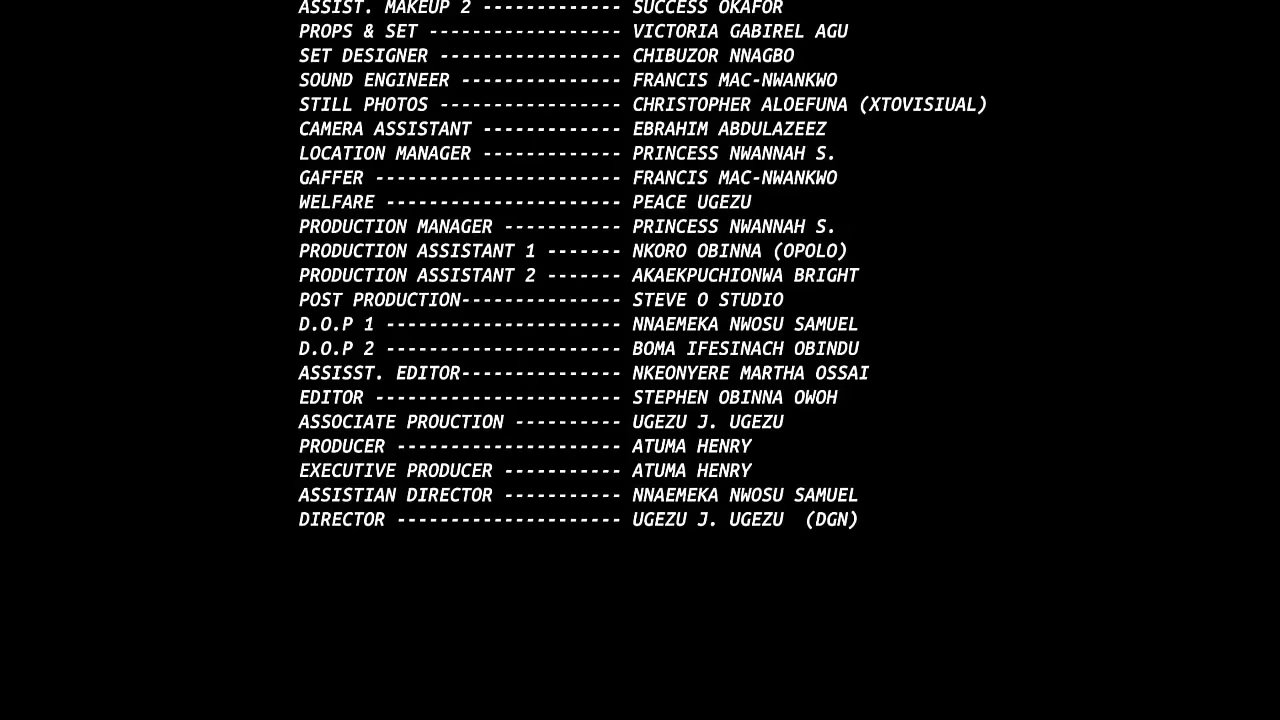 ASSIST. MAKEUP 2 ------------- SUCCESS OKAFOR
PROPS & SET ------------------ VICTORIA GABIREL AGU
SET DESIGNER ----------------- CHIBUZOR NNAGBO
SOUND ENGINEER --------------- FRANCIS MAC-NWANKWO
STILL PHOTOS ----------------- CHRISTOPHER ALOEFUNA (XTOVISIUAL)
CAMERA ASSISTANT ------------- EBRAHIM ABDULAZEEZ
LOCATION MANAGER ------------- PRINCESS NWANNAH S.
GAFFER ----------------------- FRANCIS MAC-NWANKWO
WELFARE ---------------------- PEACE UGEZU
PRODUCTION MANAGER ----------- PRINCESS NWANNAH S.
PRODUCTION ASSISTANT 1 ------- NKORO OBINNA (OPOLO)
PRODUCTION ASSISTANT 2 ------- AKAEKPUCHIONWA BRIGHT
POST PRODUCTION--------------- STEVE O STUDIO
D.O.P 1 ---------------------- NNAEMEKA NWOSU SAMUEL
D.O.P 2 ---------------------- BOMA IFESINACH OBINDU
ASSISST. EDITOR--------------- NKEONYERE MARTHA OSSAI
EDITOR ----------------------- STEPHEN OBINNA OWOH
ASSOCIATE PROUCTION ---------- UGEZU J. UGEZU
PRODUCER --------------------- ATUMA HENRY
EXECUTIVE PRODUCER ----------- ATUMA HENRY
ASSISTIAN DIRECTOR ----------- NNAEMEKA NWOSU SAMUEL
DIRECTOR --------------------- UGEZU J. UGEZU  (DGN)